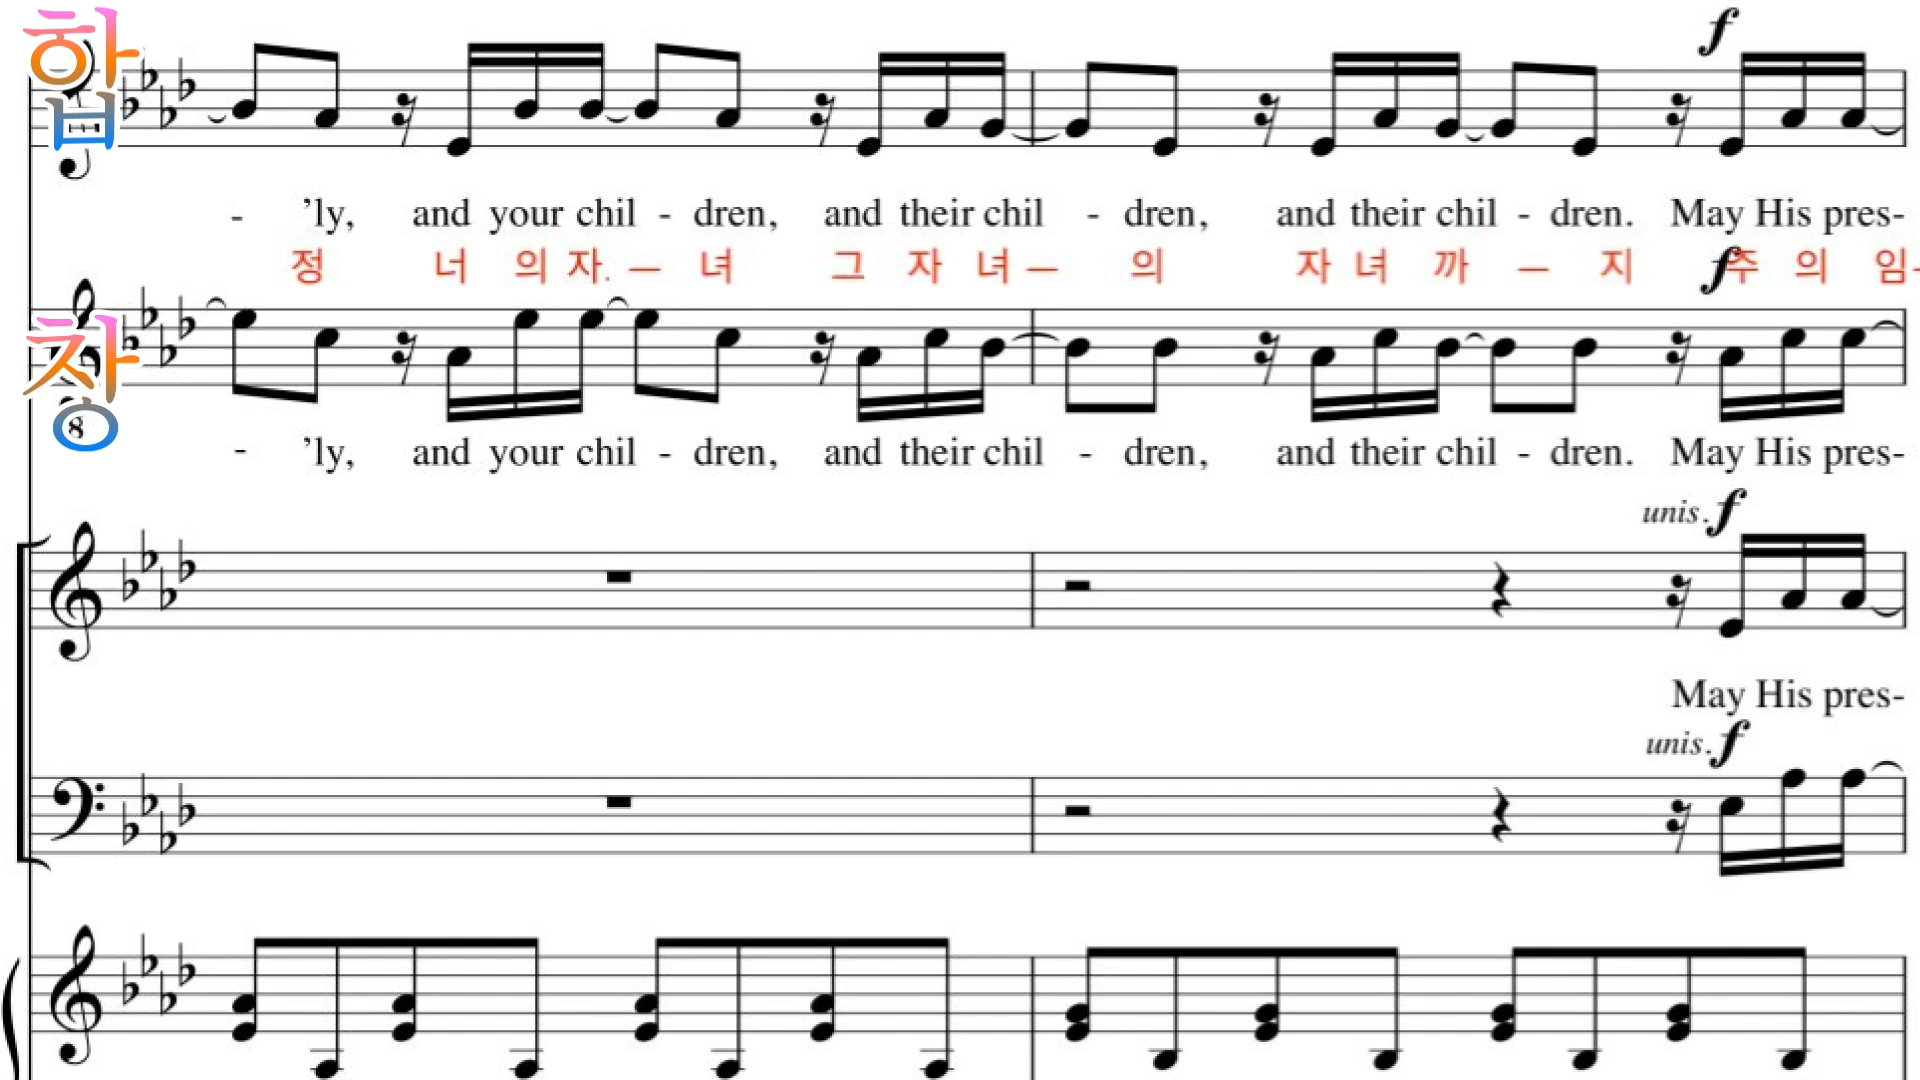 합창
f
- 'ly, and your chil - dren, and their chil - dren, and their chil - dren. May His pres-
정 너 의 자. — 녀 그 자 녀 — 의 자 녀 까 — 지 주 의 임-
f
8
- 'ly, and your chil - dren, and their chil - dren, and their chil - dren. May His pres-
unis. f
May His pres-
unis. f